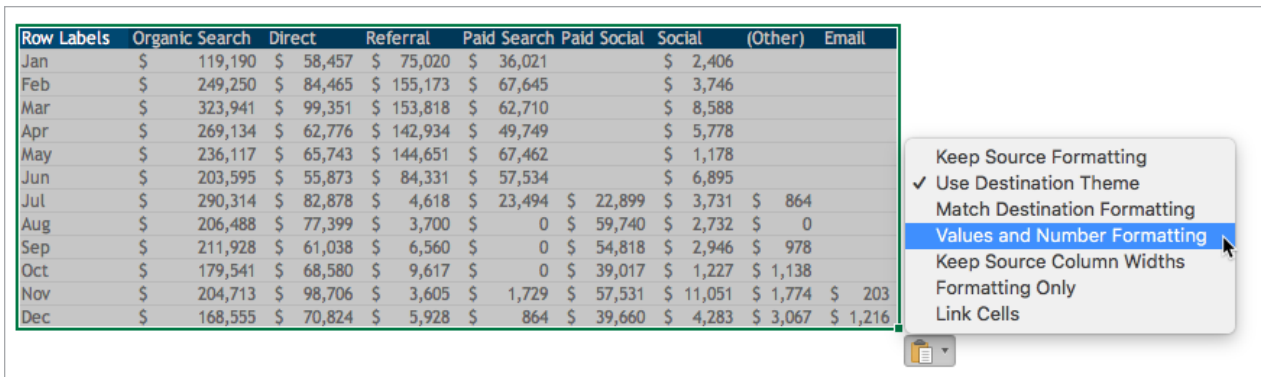 Row Labels Organic Search Direct Referral Paid Search Paid Social Social (Other) Email
Jan $ 119,190 $ 58,457 $ 75,020 $ 36,021 $ 2,406
Feb $ 249,250 $ 84,465 $ 155,173 $ 67,645 $ 3,746
Mar $ 323,941 $ 99,351 $ 153,818 $ 62,710 $ 8,588
Apr $ 269,134 $ 62,776 $ 142,934 $ 49,749 $ 5,778
May $ 236,117 $ 65,743 $ 144,651 $ 67,462 $ 1,178
Jun $ 203,595 $ 55,873 $ 84,331 $ 57,534 $ 6,895
Jul $ 290,314 $ 82,878 $ 4,618 $ 23,494 $ 22,899 $ 3,731 $ 864
Aug $ 206,488 $ 77,399 $ 3,700 $ 0 $ 59,740 $ 2,732 $ 0
Sep $ 211,928 $ 61,038 $ 6,560 $ 0 $ 54,818 $ 2,946 $ 978
Oct $ 179,541 $ 68,580 $ 9,617 $ 0 $ 39,017 $ 1,227 $ 1,138
Nov $ 204,713 $ 98,706 $ 3,605 $ 1,729 $ 57,531 $ 11,051 $ 1,774 $ 203
Dec $ 168,555 $ 70,824 $ 5,928 $ 864 $ 39,660 $ 4,283 $ 3,067 $ 1,216
Keep Source Formatting
✓ Use Destination Theme
Match Destination Formatting
Values and Number Formatting
Keep Source Column Widths
Formatting Only
Link Cells